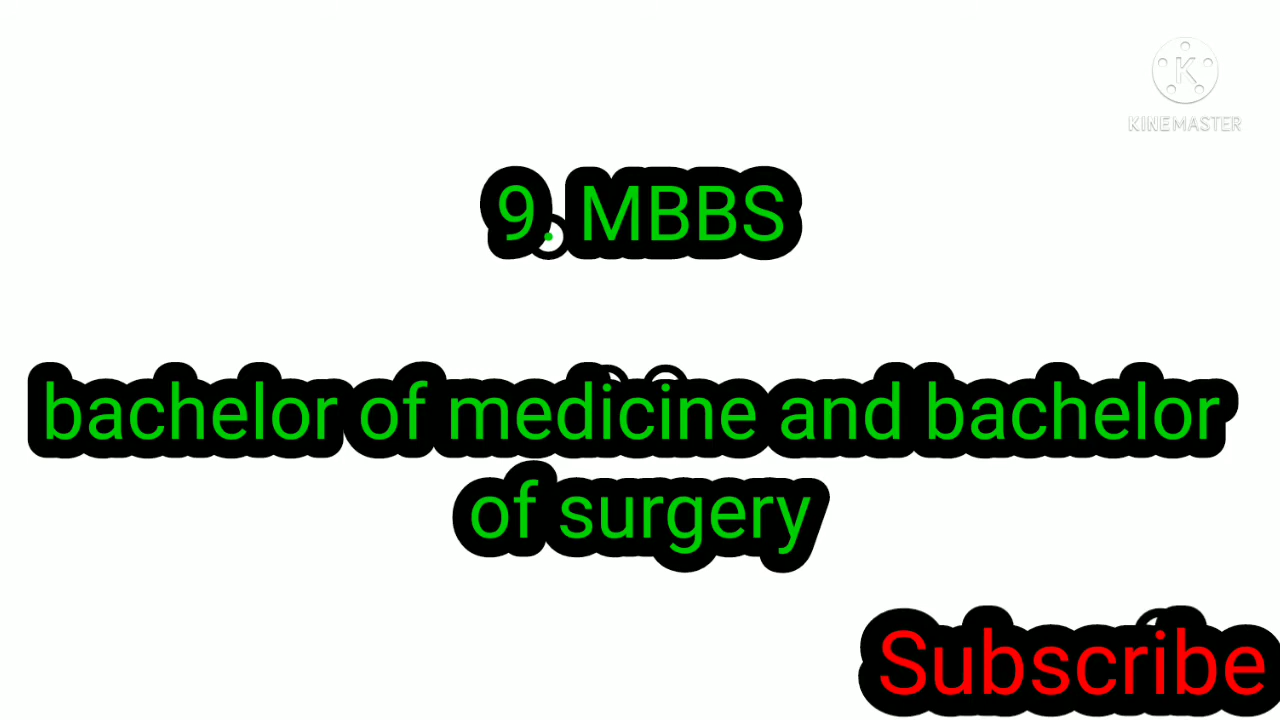 KINEMASTER
9. MBBS
bachelor of medicine and bachelor
of surgery
Subscribe